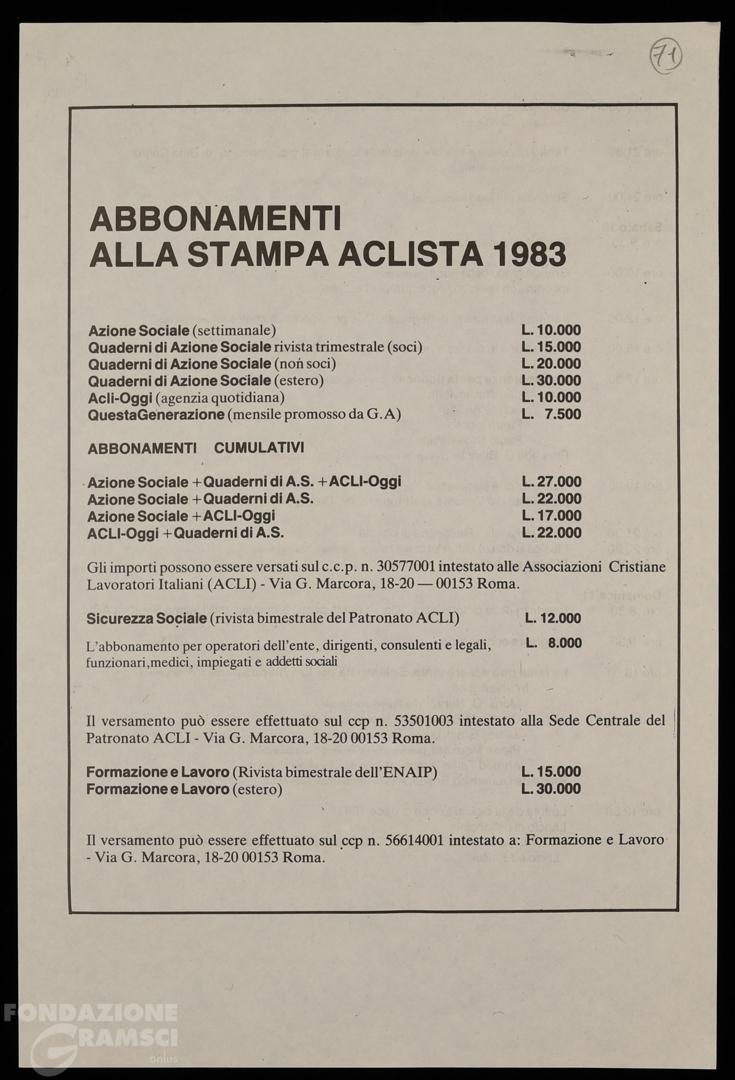 71
ABBONAMENTI
ALLA STAMPA ACLISTA 1983
Azione Sociale (settimanale) L. 10.000
Quaderni di Azione Sociale rivista trimestrale (soci) L. 15.000
Quaderni di Azione Sociale (non soci) L. 20.000
Quaderni di Azione Sociale (estero) L. 30.000
Acli-Oggi (agenzia quotidiana) L. 10.000
QuestaGenerazione (mensile promosso da G.A) L. 7.500
ABBONAMENTI CUMULATIVI
Azione Sociale + Quaderni di A.S. + ACLI-Oggi L. 27.000
Azione Sociale + Quaderni di A.S. L. 22.000
Azione Sociale + ACLI-Oggi L. 17.000
ACLI-Oggi + Quaderni di A.S. L. 22.000
Gli importi possono essere versati sul c.c.p. n. 30577001 intestato alle Associazioni Cristiane
Lavoratori Italiani (ACLI) - Via G. Marcora, 18-20 — 00153 Roma.
Sicurezza Sociale (rivista bimestrale del Patronato ACLI) L. 12.000
L'abbonamento per operatori dell'ente, dirigenti, consulenti e legali, L. 8.000
funzionari,medici, impiegati e addetti sociali
Il versamento può essere effettuato sul ccp n. 53501003 intestato alla Sede Centrale del
Patronato ACLI - Via G. Marcora, 18-20 00153 Roma.
Formazione e Lavoro (Rivista bimestrale dell'ENAIP) L. 15.000
Formazione e Lavoro (estero) L. 30.000
Il versamento può essere effettuato sul ccp n. 56614001 intestato a: Formazione e Lavoro
- Via G. Marcora, 18-20 00153 Roma.
FONDAZIONE
GRAMSCI
onlus